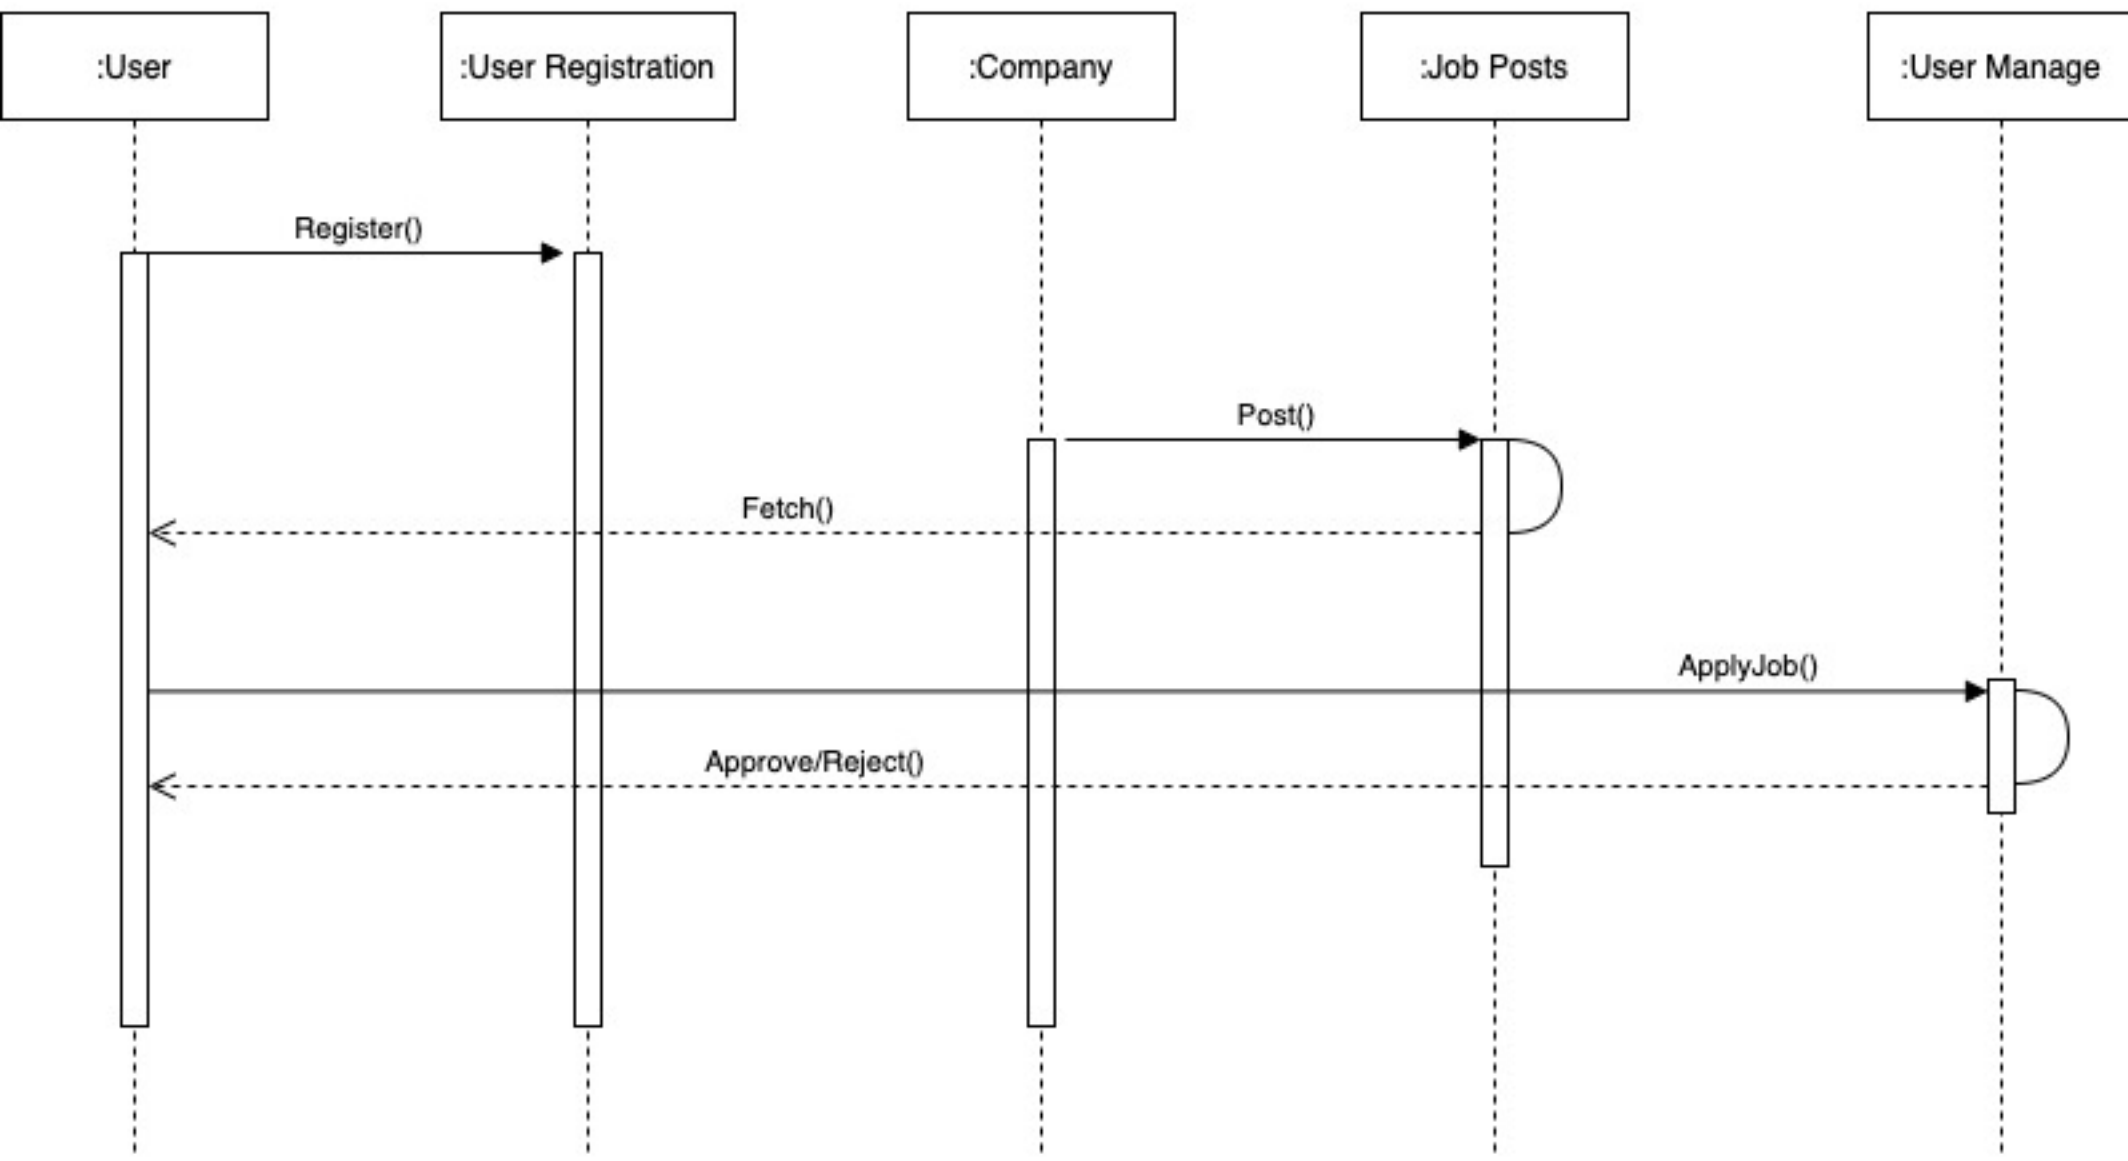 :User
:User Registration
:Company
:Job Posts
:User Manage
Register()
Post()
Fetch()
ApplyJob()
Approve/Reject()